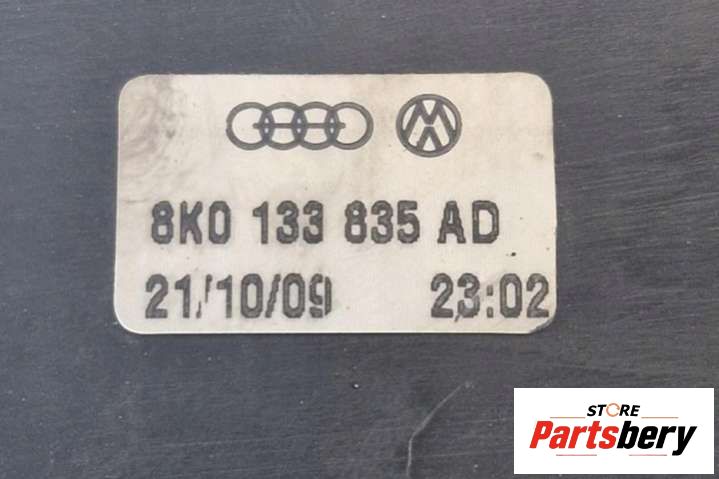 8K0 133 835 AD
21/10/09 23:02
STORE
Partsbery